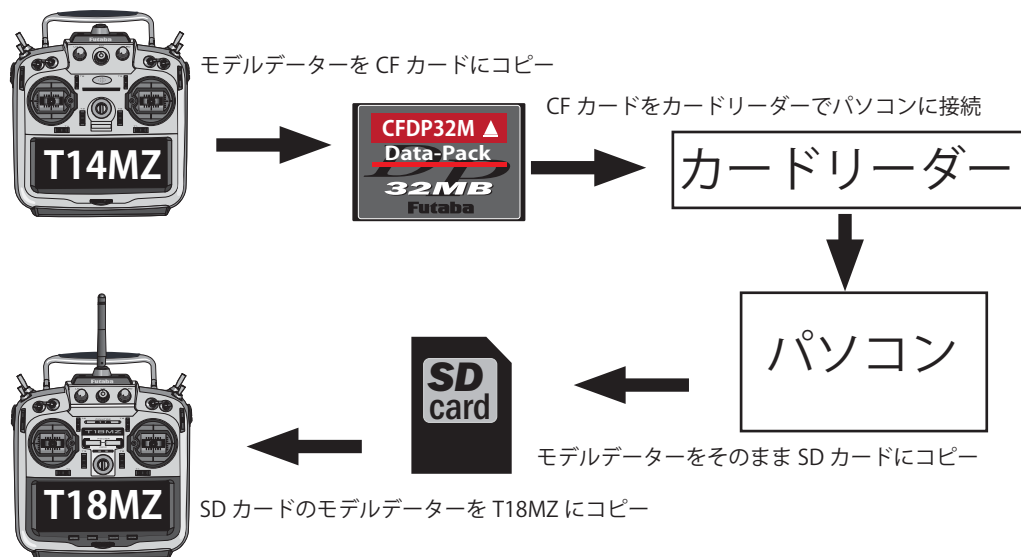 Futaba
T14MZ
モデルデーターを CF カードにコピー
CFDP32M
Data-Pack
DP
32MB
Futaba
CF カードをカードリーダーでパソコンに接続
カードリーダー
パソコン
モデルデーターをそのまま SD カードにコピー
SD
card
SD カードのモデルデーターを T18MZ にコピー
Futaba
T18MZ
T18MZ